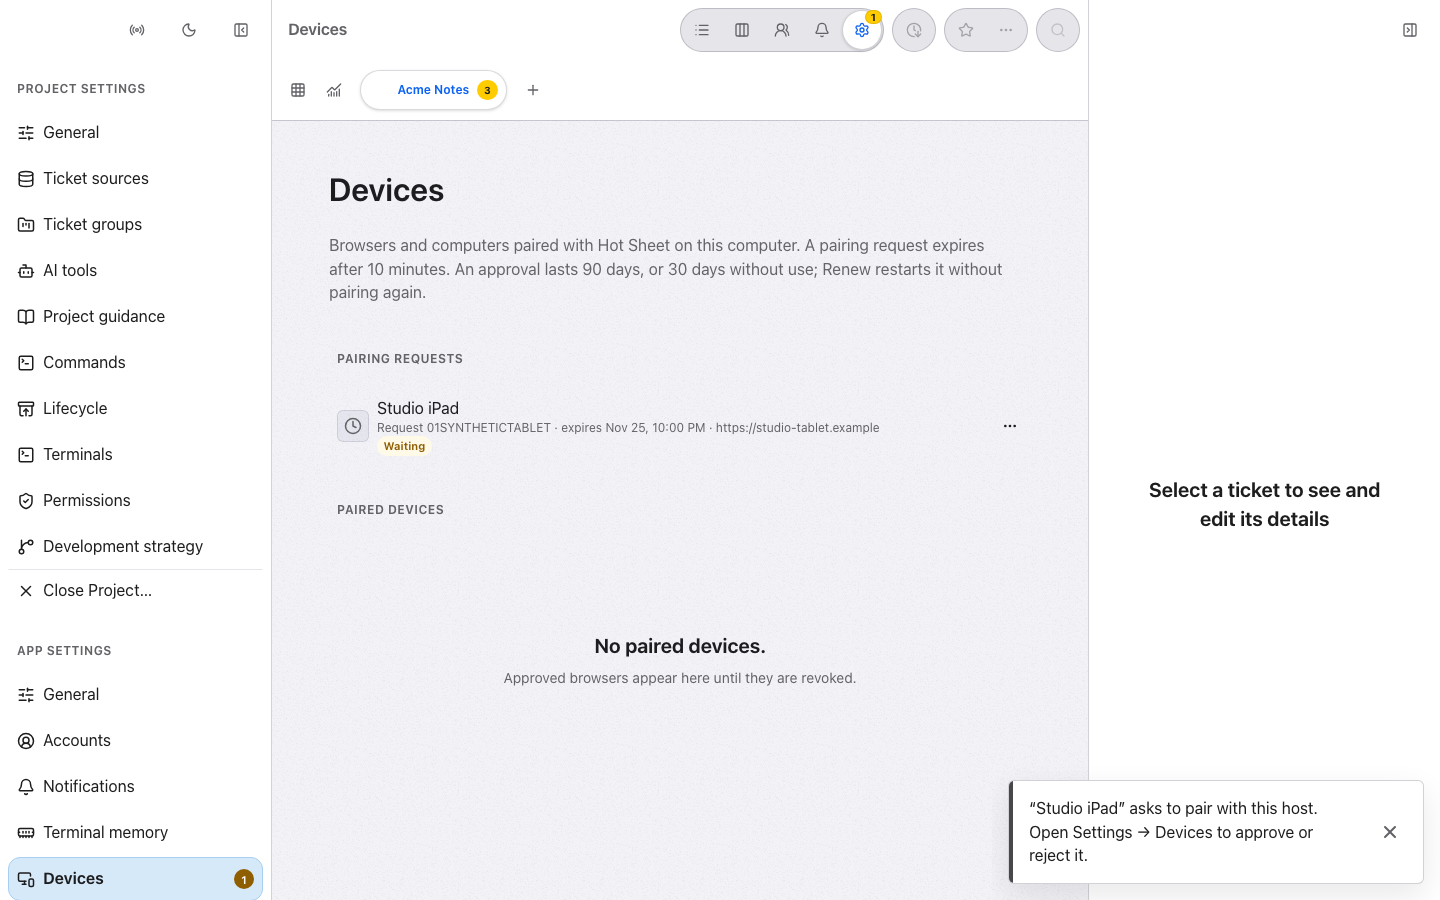 PROJECT SETTINGS
General
Ticket sources
Ticket groups
AI tools
Project guidance
Commands
Lifecycle
Terminals
Permissions
Development strategy
Close Project...
APP SETTINGS
General
Accounts
Notifications
Terminal memory
Devices
1
Devices
1
Acme Notes
3
Devices
Browsers and computers paired with Hot Sheet on this computer. A pairing request expires
after 10 minutes. An approval lasts 90 days, or 30 days without use; Renew restarts it without
pairing again.
PAIRING REQUESTS
Studio iPad
Request 01SYNTHETICTABLET · expires Nov 25, 10:00 PM · https://studio-tablet.example
Waiting
PAIRED DEVICES
No paired devices.
Approved browsers appear here until they are revoked.
Select a ticket to see and
edit its details
“Studio iPad” asks to pair with this host.
Open Settings → Devices to approve or
reject it.